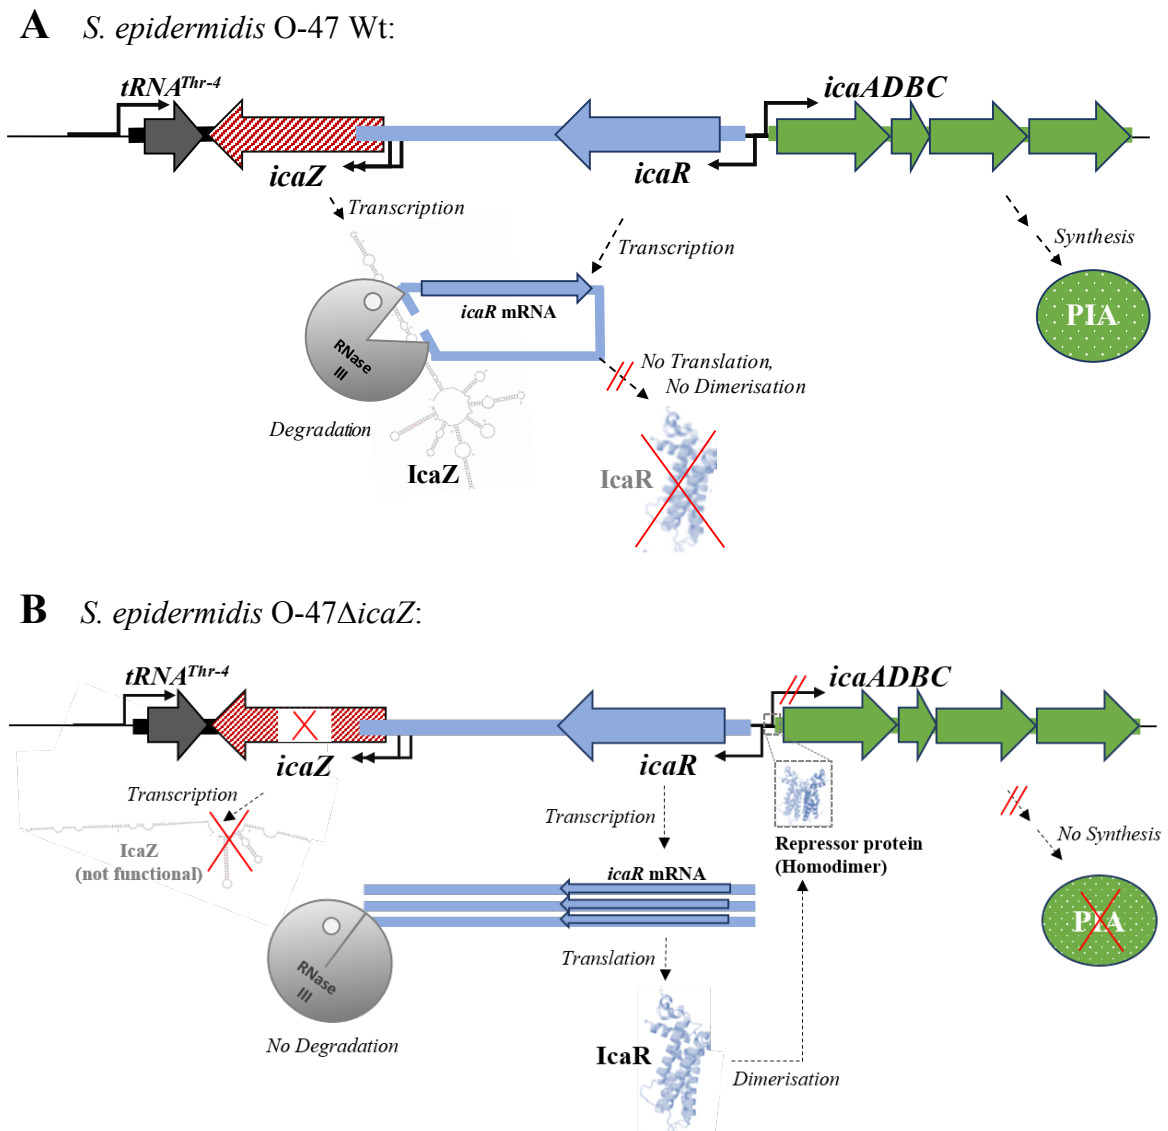 A S. epidermidis O-47 Wt:
tRNAThr-4
icaADBC
icaZ
icaR
Transcription
Transcription
Synthesis
PIA
icaR mRNA
RNase
III
No Translation,
No Dimerisation
Degradation
IcaZ
IcaR
B S. epidermidis O-47ΔicaZ:
tRNAThr-4
icaADBC
icaZ
icaR
Transcription
Transcription
IcaZ
(not functional)
Repressor protein
(Homodimer)
No Synthesis
icaR mRNA
PIA
RNase
III
Translation
No Degradation
IcaR
Dimerisation